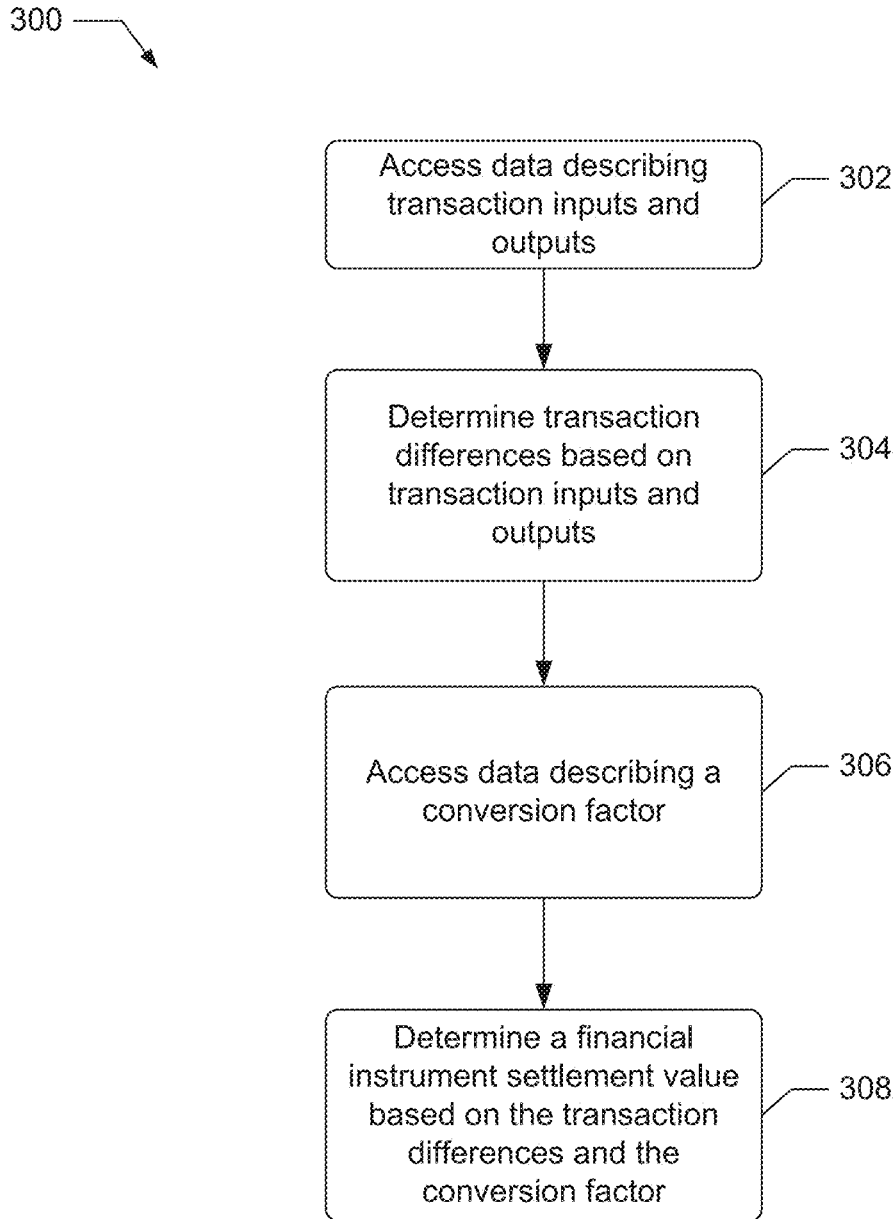 300
Access data describing
transaction inputs and
outputs
302
Determine transaction
differences based on
transaction inputs and
outputs
304
Access data describing a
conversion factor
306
Determine a financial
instrument settlement value
based on the transaction
differences and the
conversion factor
308